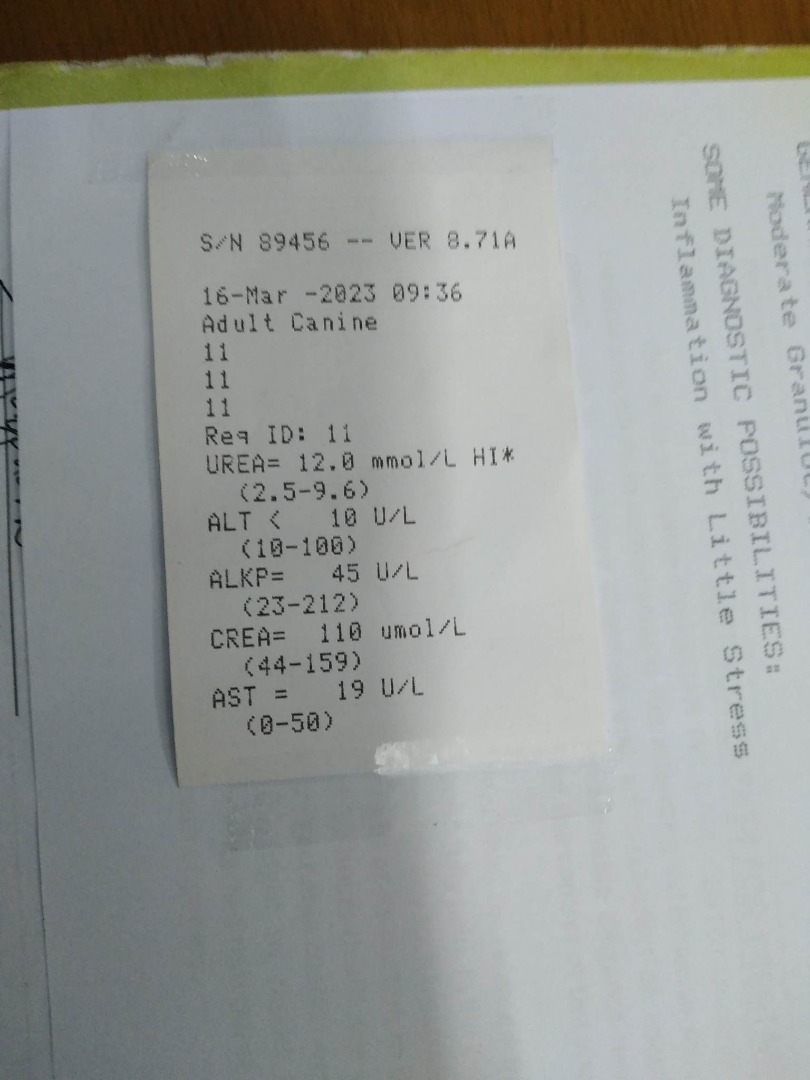 S/N 89456 -- VER 8.71A
16-Mar -2023 09:36
Adult Canine
11
11
11
Req ID: 11
UREA= 12.0 mmol/L HI*
(2.5-9.6)
ALT < 10 U/L
(10-100)
ALKP= 45 U/L
(23-212)
CREA= 110 umol/L
(44-159)
AST = 19 U/L
(0-50)
Moderate
SOME DIAGNOSTIC POSSIBILITIES:
Inflammation with Little Stress